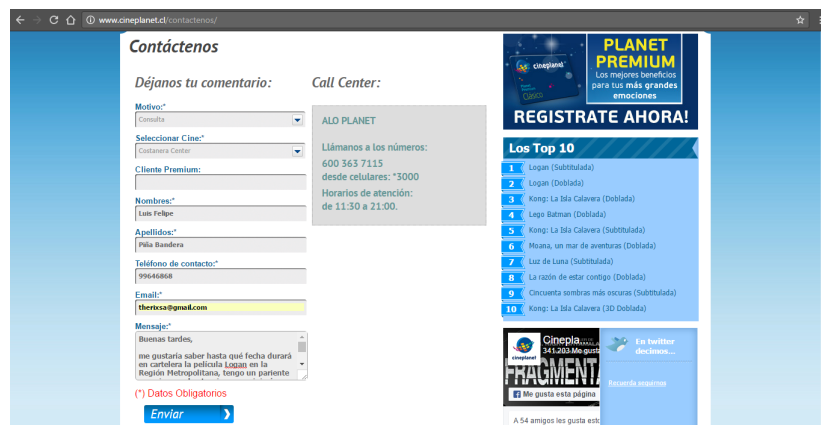 www.cineplanet.cl/contactenos/
Contáctenos
Déjanos tu comentario:
Motivo:*
Consulta
Seleccionar Cine:*
Costanera Center
Cliente Premium:
Nombres:*
Luis Felipe
Apellidos:*
Piña Bandera
Teléfono de contacto:*
99646868
Email:*
therixsa@gmail.com
Mensaje:*
Buenas tardes,
me gustaría saber hasta qué fecha durará
en cartelera la película Logan en la
Región Metropolitana, tengo un pariente
(*) Datos Obligatorios
Enviar
Call Center:
ALO PLANET
Llámanos a los números:
600 363 7115
desde celulares: *3000
Horarios de atención:
de 11:30 a 21:00.
cineplanet
Clásico
PLANET
PREMIUM
Los mejores beneficios
para tus más grandes
emociones
REGISTRATE AHORA!
Los Top 10
1 Logan (Subtitulada)
2 Logan (Doblada)
3 Kong: La Isla Calavera (Doblada)
4 Lego Batman (Doblada)
5 Kong: La Isla Calavera (Subtitulada)
6 Moana, un mar de aventuras (Doblada)
7 Luz de Luna (Subtitulada)
8 La razón de estar contigo (Doblada)
9 Cincuenta sombras más oscuras (Subtitulada)
10 Kong: La Isla Calavera (3D Doblada)
cineplanet
Cinepla...
341.203 Me gusta
FRAGMENTA
Me gusta esta página
A 54 amigos les gusta esto
En twitter
decimos...
Recuerda seguirnos